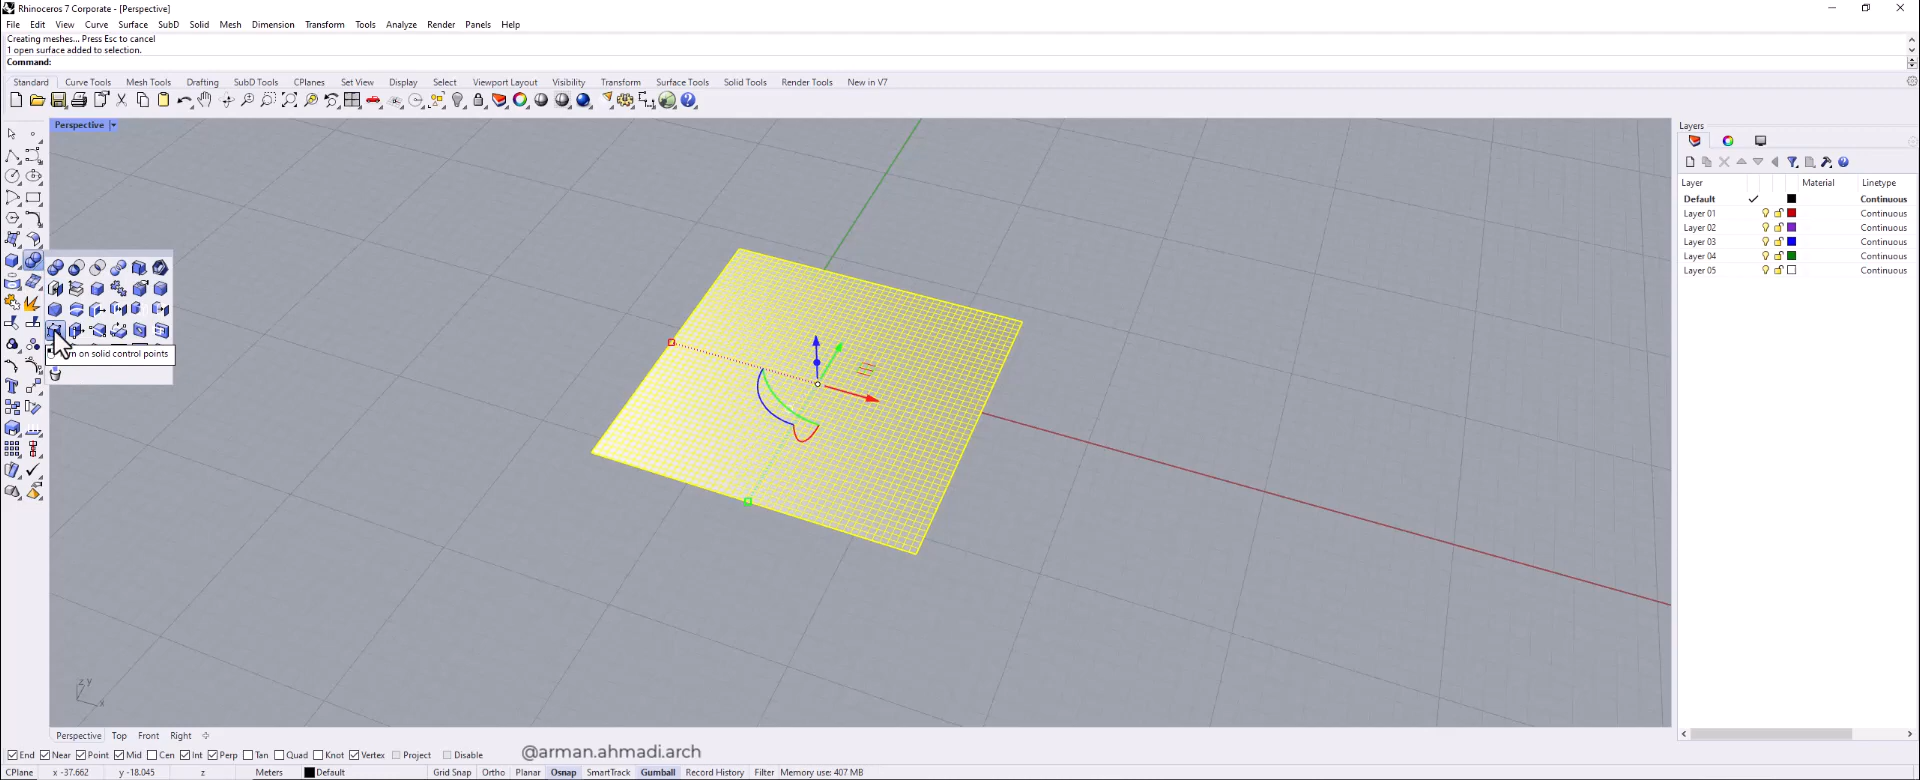 Rhinoceros 7 Corporate - [Perspective]
File Edit View Curve Surface SubD Solid Mesh Dimension Transform Tools Analyze Render Panels Help
Creating meshes... Press Esc to cancel
1 open surface added to selection.
Command:
Standard Curve Tools Mesh Tools Drafting SubD Tools CPlanes Set View Display Select Viewport Layout Visibility Transform Surface Tools Solid Tools Render Tools New in V7
Perspective
Layers
Layer Material Linetype
Default Continuous
Layer 01 Continuous
Layer 02 Continuous
Layer 03 Continuous
Layer 04 Continuous
Layer 05 Continuous
on solid control points
z y
x
Perspective Top Front Right
End Near Point Mid Cen Int Perp Tan Quad Knot Vertex Project Disable
@arman.ahmadi.arch
CPlane x -37.662 y -18.045 z Meters Default Grid Snap Ortho Planar Osnap SmartTrack Gumball Record History Filter Memory use: 407 MB